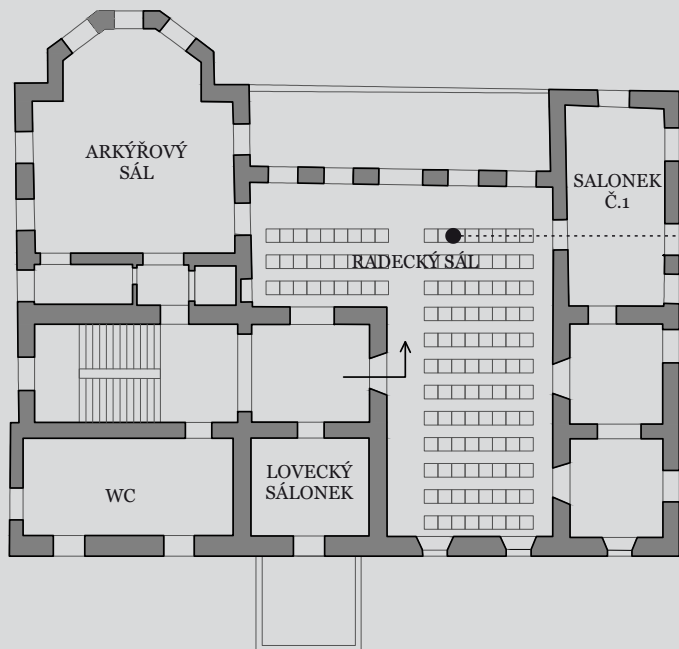 ARKÝŘOVÝ
SÁL
SALONEK
Č.1
RADECKÝ SÁL
LOVECKÝ
SÁLONEK
WC